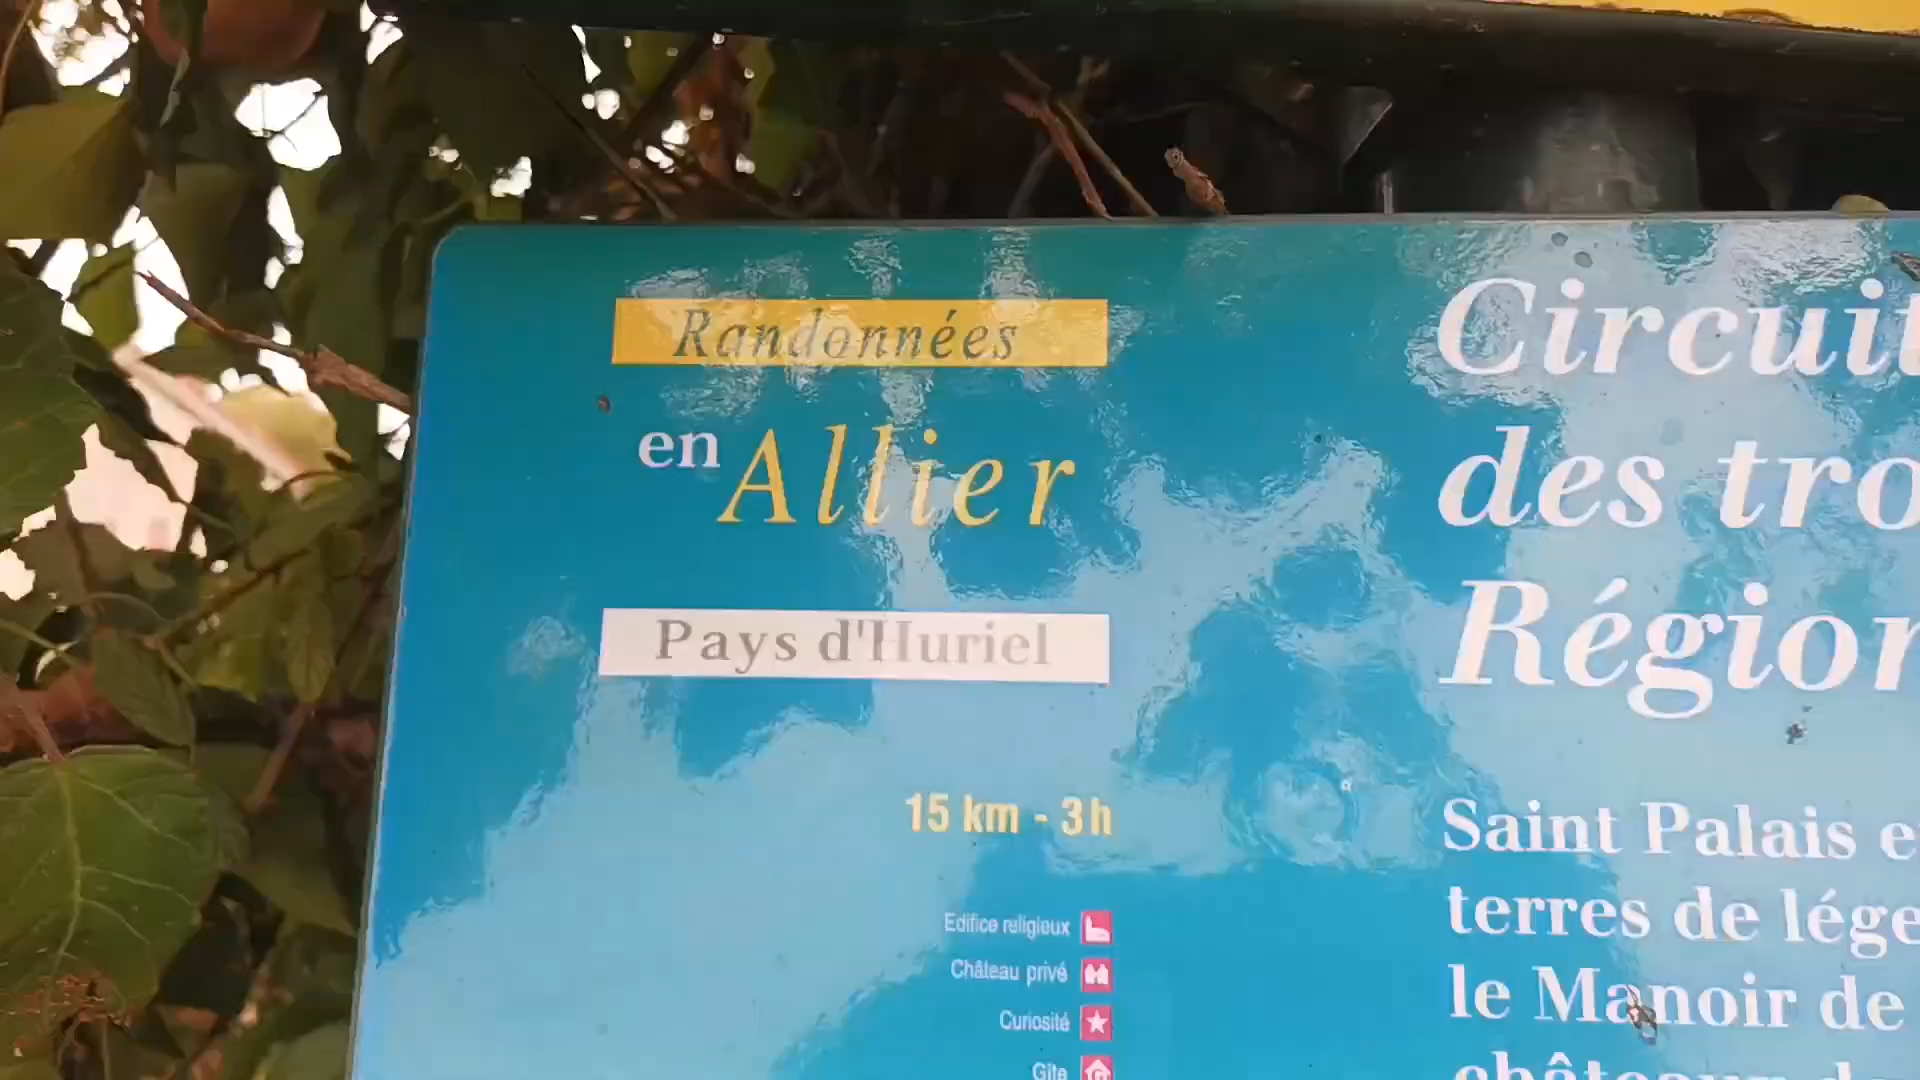 Randonnées
en Allier
Pays d'Huriel
15 km - 3h
Edifice religieux
Château privé
Curiosité
Gîte
Circuit
des tro
Région
Saint Palais e
terres de lége
le Manoir de